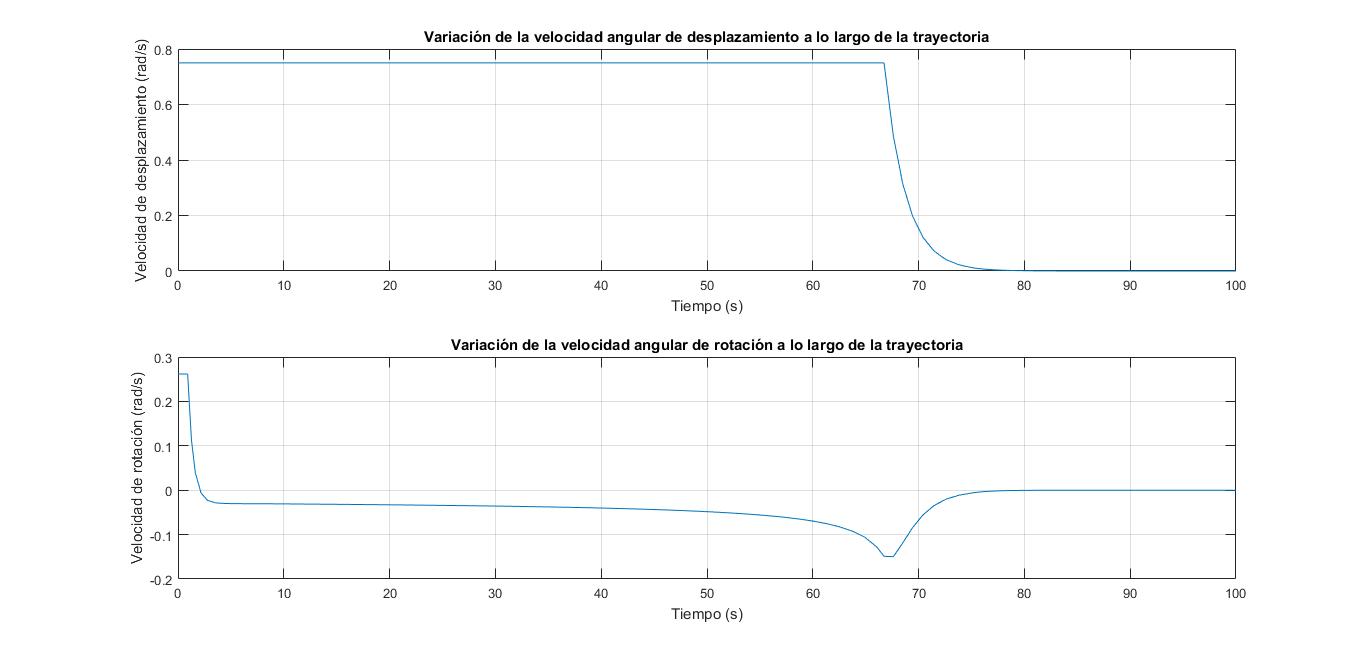 Variación de la velocidad angular de desplazamiento a lo largo de la trayectoria
Velocidad de desplazamiento (rad/s)
0.8
0.6
0.4
0.2
0
0 10 20 30 40 50 60 70 80 90 100
Tiempo (s)
Variación de la velocidad angular de rotación a lo largo de la trayectoria
Velocidad de rotación (rad/s)
0.3
0.2
0.1
0
-0.1
-0.2
0 10 20 30 40 50 60 70 80 90 100
Tiempo (s)